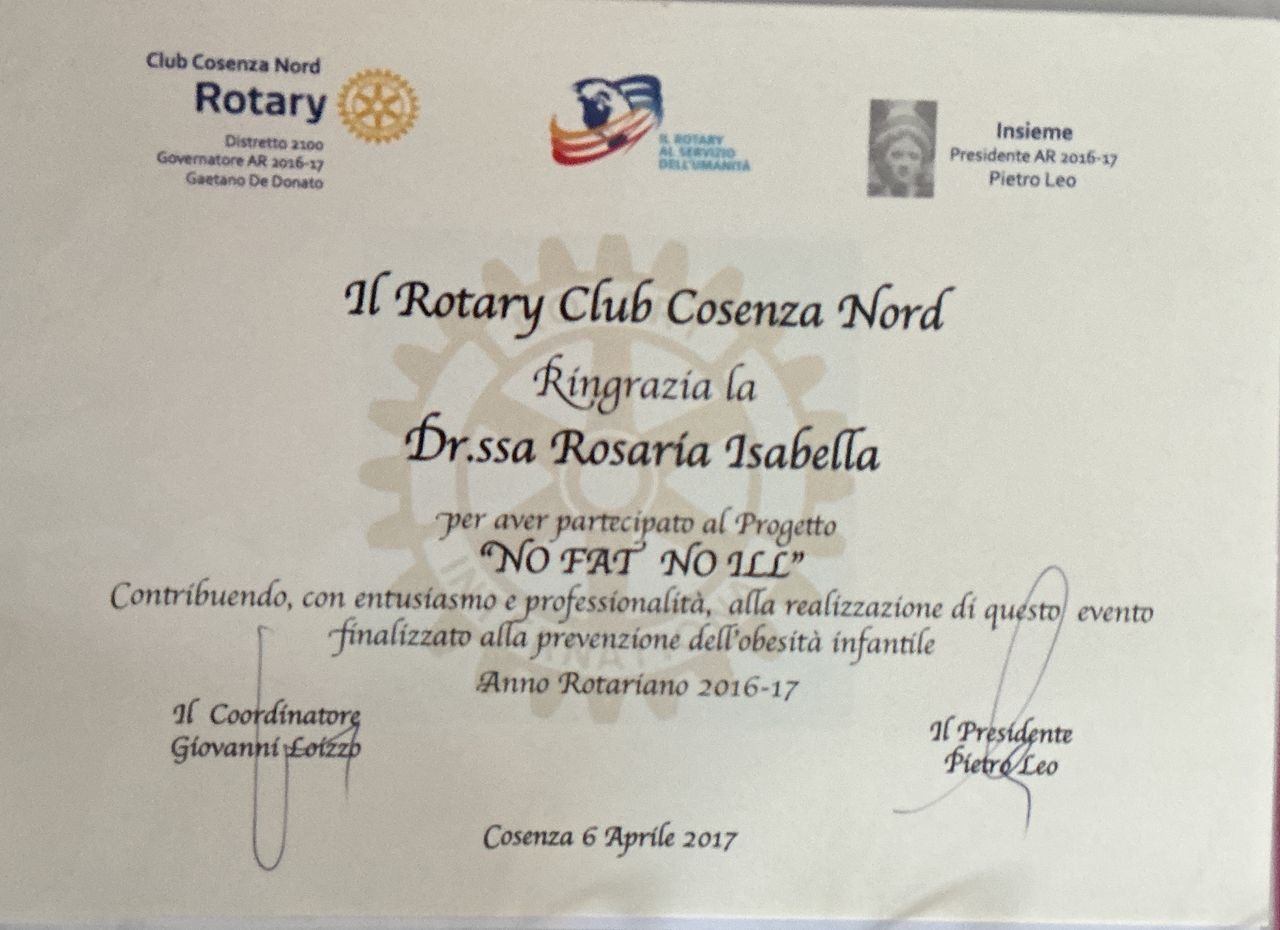 Club Cosenza Nord
Rotary
Distretto 2100
Governatore AR 2016-17
Gaetano De Donato
IL ROTARY
AL SERVIZIO
DELL'UMANITÀ
Insieme
Presidente AR 2016-17
Pietro Leo
Il Rotary Club Cosenza Nord
Ringrazia la
Dr.ssa Rosaria Isabella
per aver partecipato al Progetto
“NO FAT NO ILL”
Contribuendo, con entusiasmo e professionalità, alla realizzazione di questo evento
finalizzato alla prevenzione dell'obesità infantile
Anno Rotariano 2016-17
Il Coordinatore
Giovanni Loizzo
Il Presidente
Pietro Leo
Cosenza 6 Aprile 2017